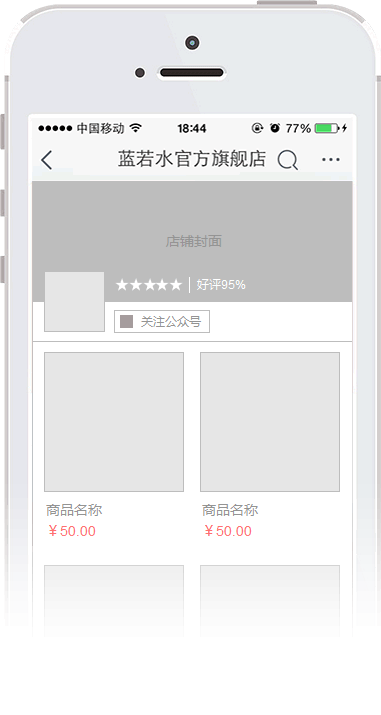 中国移动 18:44 77%
蓝若水官方旗舰店
店铺封面
★★★★★ 好评95%
关注公众号
商品名称 商品名称
￥50.00 ￥50.00